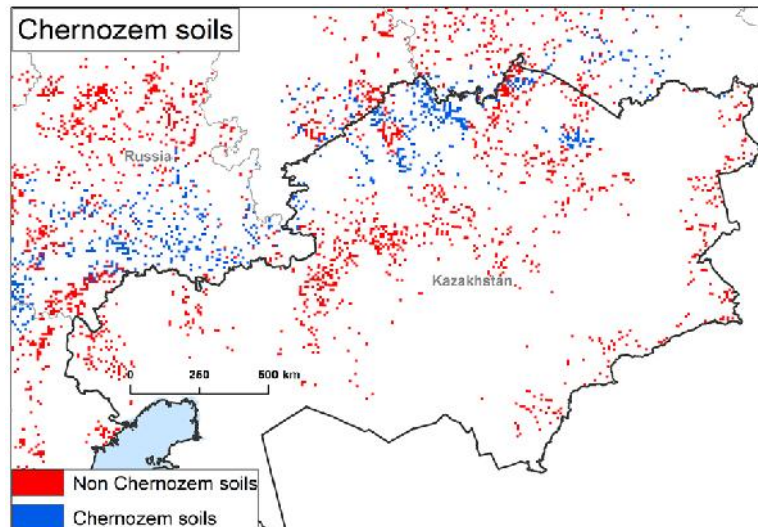 Chernozem soils
Russia
Kazakhstan
0 250 500 km
Non Chernozem soils
Chernozem soils